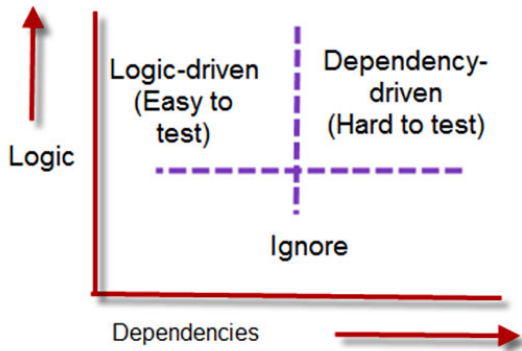 Logic-driven
(Easy to
test)
Dependency-
driven
(Hard to test)
Logic
Ignore
Dependencies